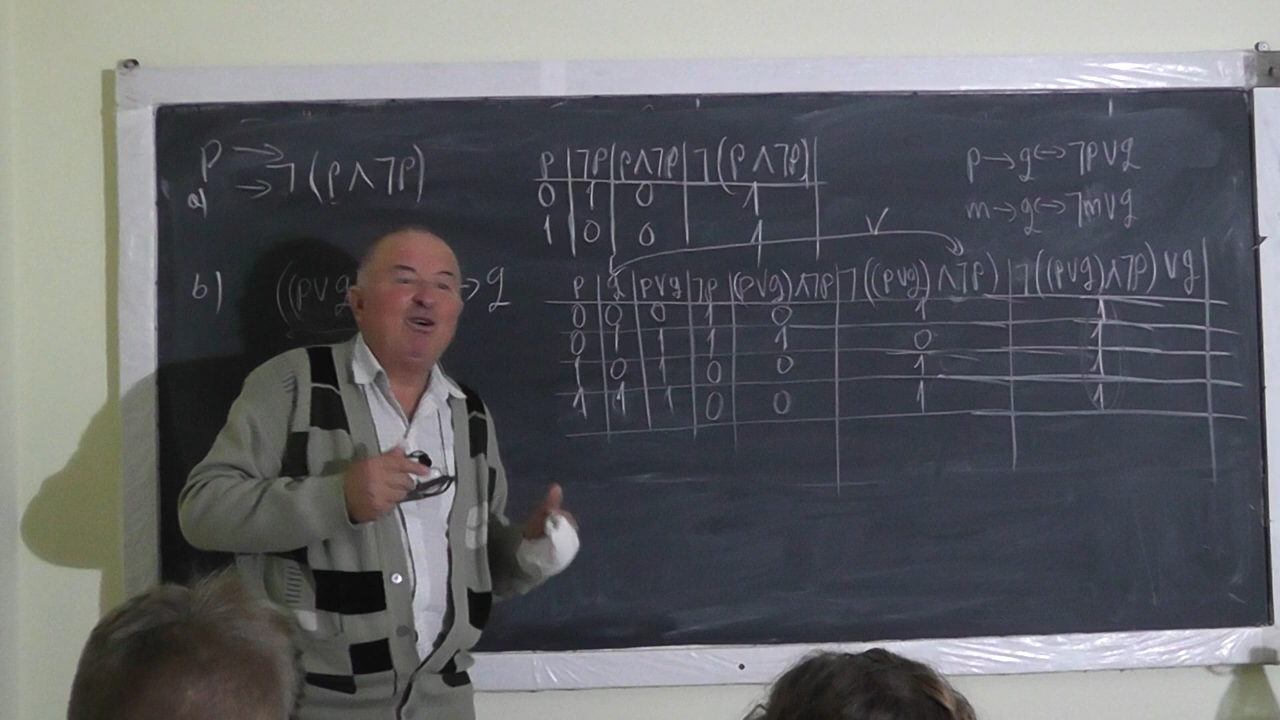 p →
a) → ¬(p∧¬p)
p | ¬p | p∧¬p | ¬(p∧¬p)
0 | 1 | 0 | 1
1 | 0 | 0 | 1
p→q↔¬p∨q
m→q↔¬m∨q
b) ((p∨q →q
∨
p | q | p∨q | ¬p | (p∨q)∧¬p | ¬((p∨q)∧¬p) | ¬((p∨q)∧¬p)∨q
0 | 0 | 0 | 1 | 0 | 1 | 1
0 | 1 | 1 | 1 | 1 | 0 | 1
1 | 0 | 1 | 0 | 0 | 1 | 1
1 | 1 | 1 | 0 | 0 | 1 | 1